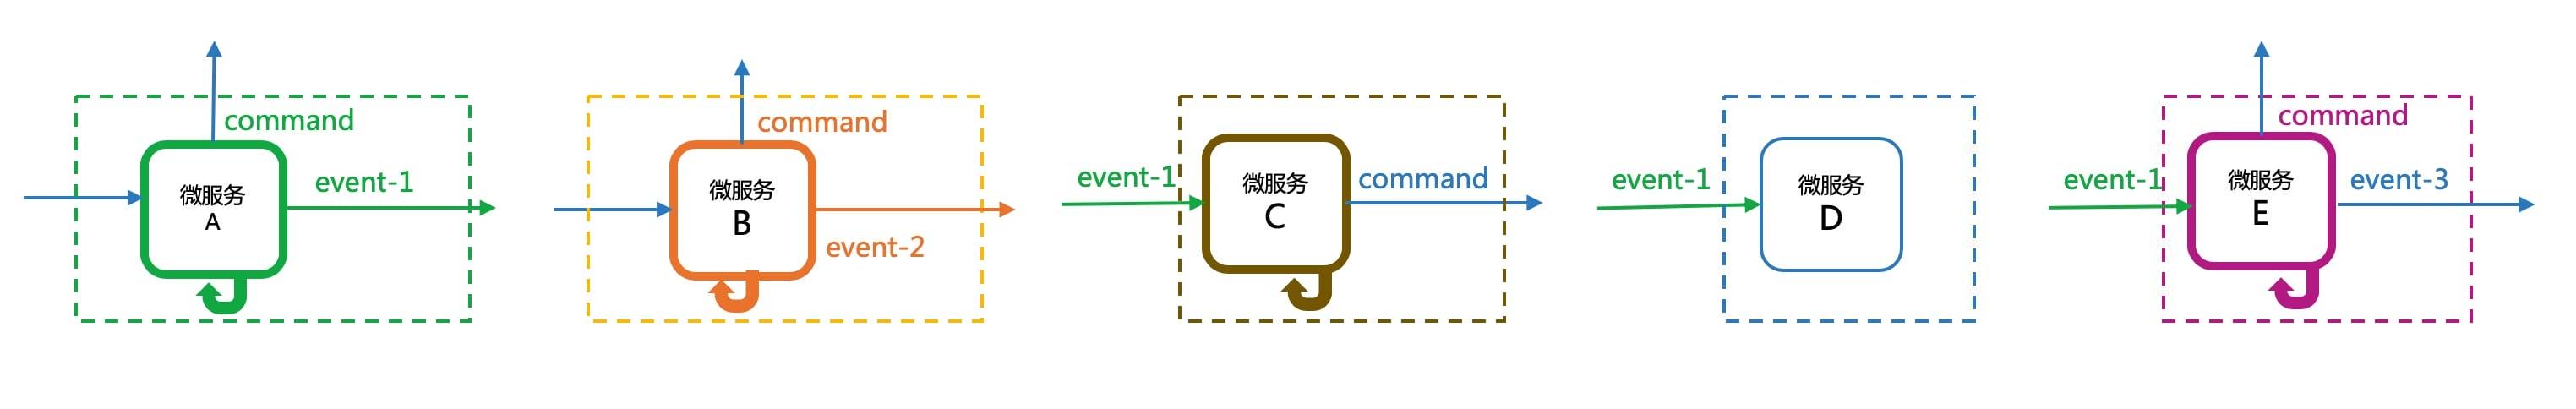 command
event-1
微服务
A
command
微服务
B
event-2
event-1
微服务
C
command
event-1
微服务
D
event-1
command
微服务
E
event-3